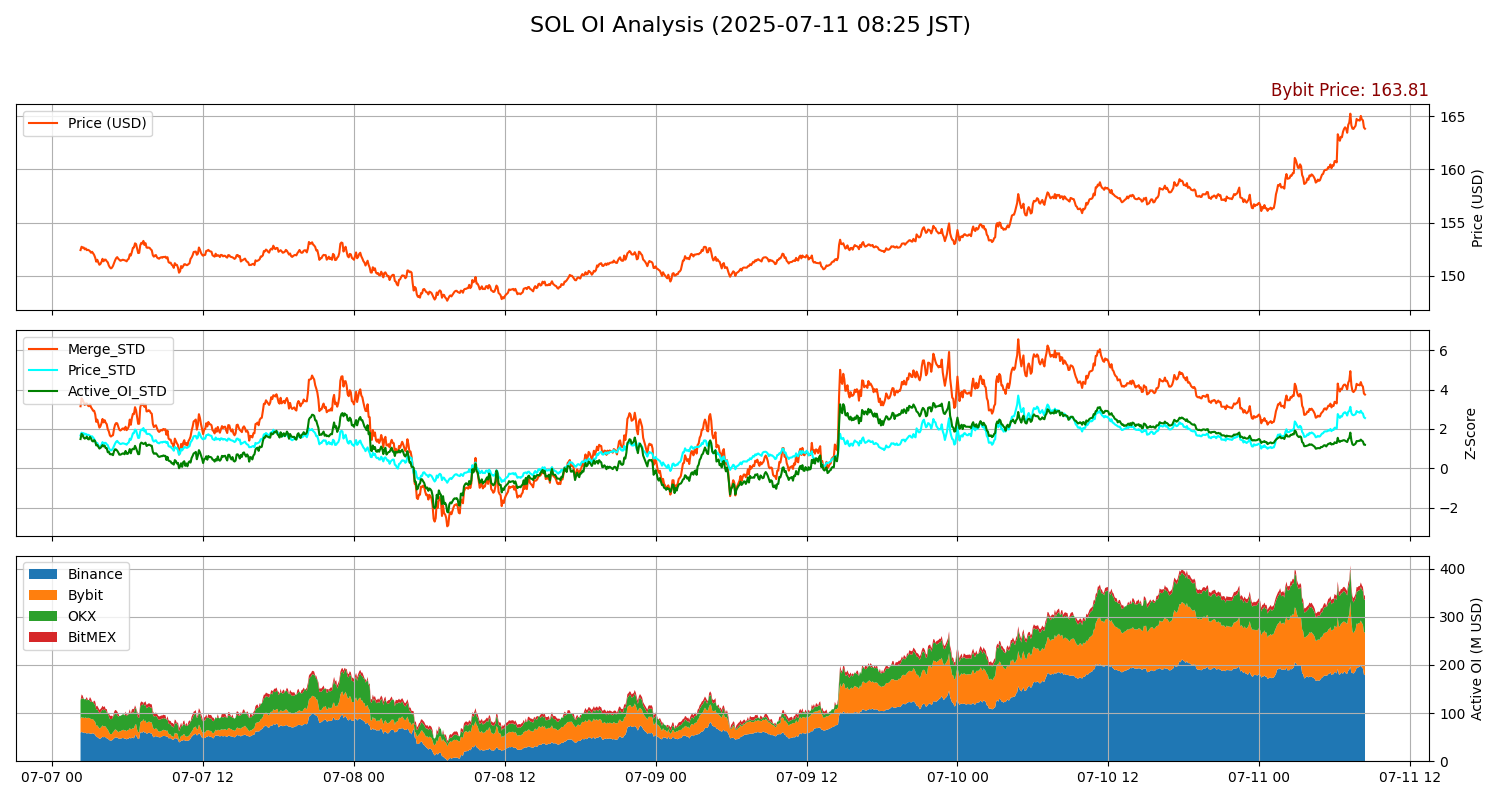 SOL OI Analysis (2025-07-11 08:25 JST)
Bybit Price: 163.81
Price (USD)
165
160
155
150
Price (USD)
Merge_STD
Price_STD
Active_OI_STD
6
4
2
0
−2
Z-Score
Binance
Bybit
OKX
BitMEX
400
300
200
100
0
Active OI (M USD)
07-07 00
07-07 12
07-08 00
07-08 12
07-09 00
07-09 12
07-10 00
07-10 12
07-11 00
07-11 12